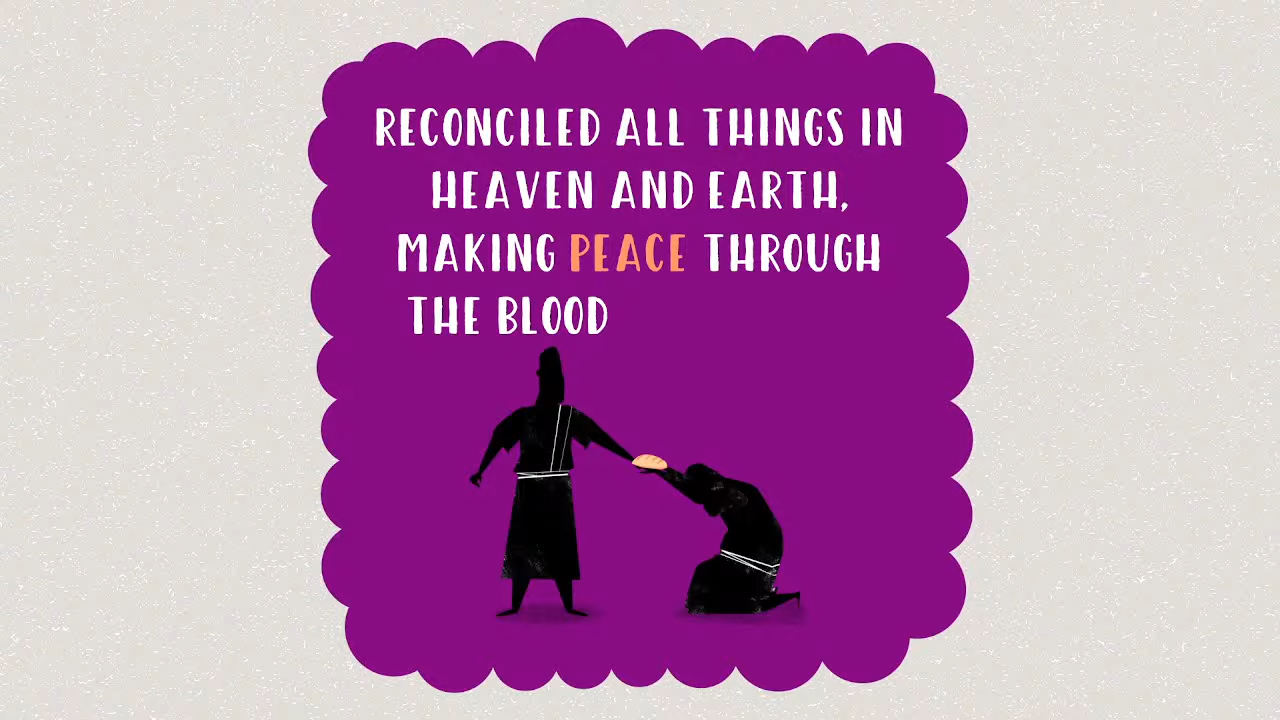 RECONCILED ALL THINGS IN
HEAVEN AND EARTH,
MAKING PEACE THROUGH
THE BLOOD